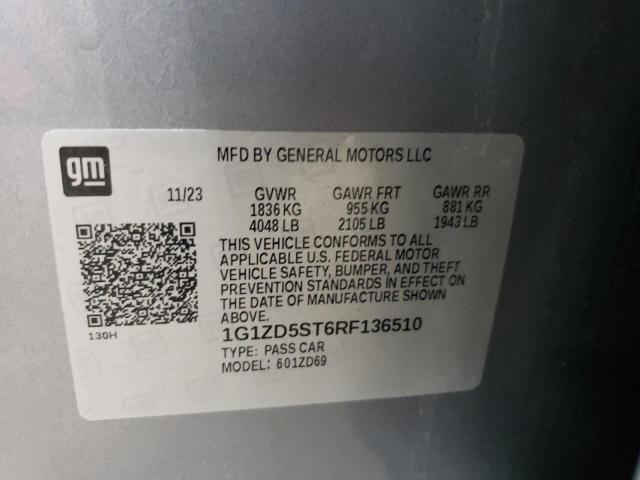 gm
MFD BY GENERAL MOTORS LLC
11/23 GVWR GAWR FRT GAWR RR
1836 KG 955 KG 881 KG
4048 LB 2105 LB 1943 LB
THIS VEHICLE CONFORMS TO ALL
APPLICABLE U.S. FEDERAL MOTOR
VEHICLE SAFETY, BUMPER, AND THEFT
PREVENTION STANDARDS IN EFFECT ON
THE DATE OF MANUFACTURE SHOWN
ABOVE.
130H 1G1ZD5ST6RF136510
TYPE: PASS CAR
MODEL: 601ZD69